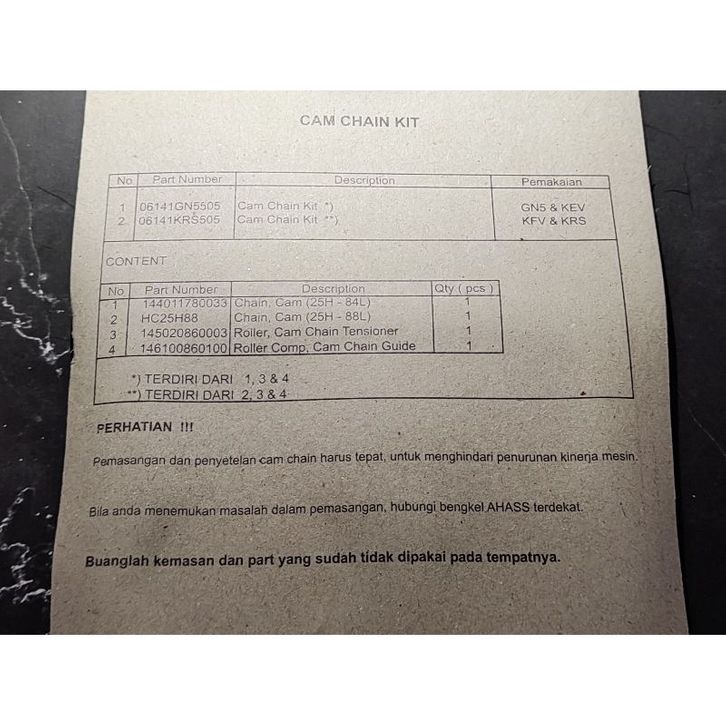 CAM CHAIN KIT
No Part Number Description Pemakaian
1 06141GN5505 Cam Chain Kit *) GN5 & KEV
2 06141KRS505 Cam Chain Kit **) KFV & KRS
CONTENT
No Part Number Description Qty ( pcs )
1 144011780033 Chain, Cam (25H - 84L) 1
2 HC25H88 Chain, Cam (25H - 88L) 1
3 145020860003 Roller, Cam Chain Tensioner 1
4 146100860100 Roller Comp, Cam Chain Guide 1
*) TERDIRI DARI 1, 3 & 4
**) TERDIRI DARI 2, 3 & 4
PERHATIAN !!!
Pemasangan dan penyetelan cam chain harus tepat, untuk menghindari penurunan kinerja mesin.
Bila anda menemukan masalah dalam pemasangan, hubungi bengkel AHASS terdekat.
Buanglah kemasan dan part yang sudah tidak dipakai pada tempatnya.